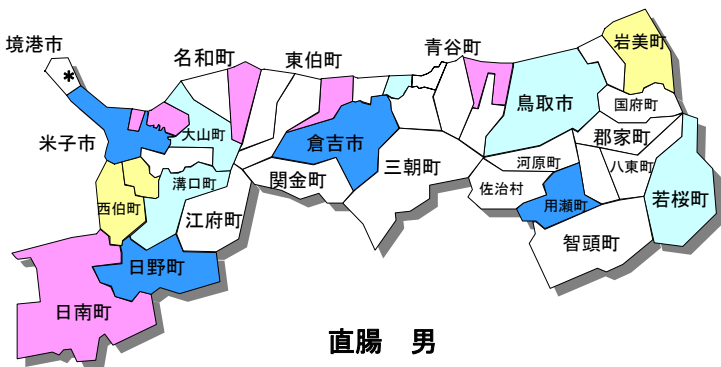 境港市
*
名和町
東伯町
青谷町
岩美町
鳥取市
国府町
米子市
大山町
倉吉市
郡家町
三朝町
河原町
八東町
関金町
溝口町
佐治村
若桜町
西伯町
江府町
用瀬町
智頭町
日野町
日南町
直腸 男